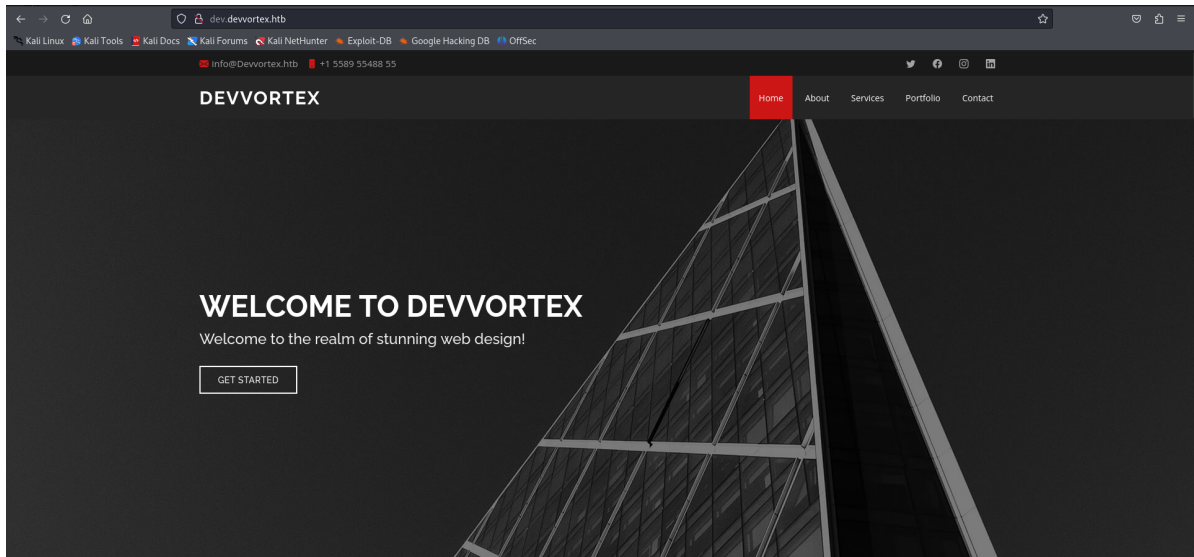 dev.devvortex.htb
Kali Linux Kali Tools Kali Docs Kali Forums Kali NetHunter Exploit-DB Google Hacking DB OffSec
info@Devvortex.htb +1 5589 55488 55
DEVVORTEX Home About Services Portfolio Contact
WELCOME TO DEVVORTEX
Welcome to the realm of stunning web design!
GET STARTED